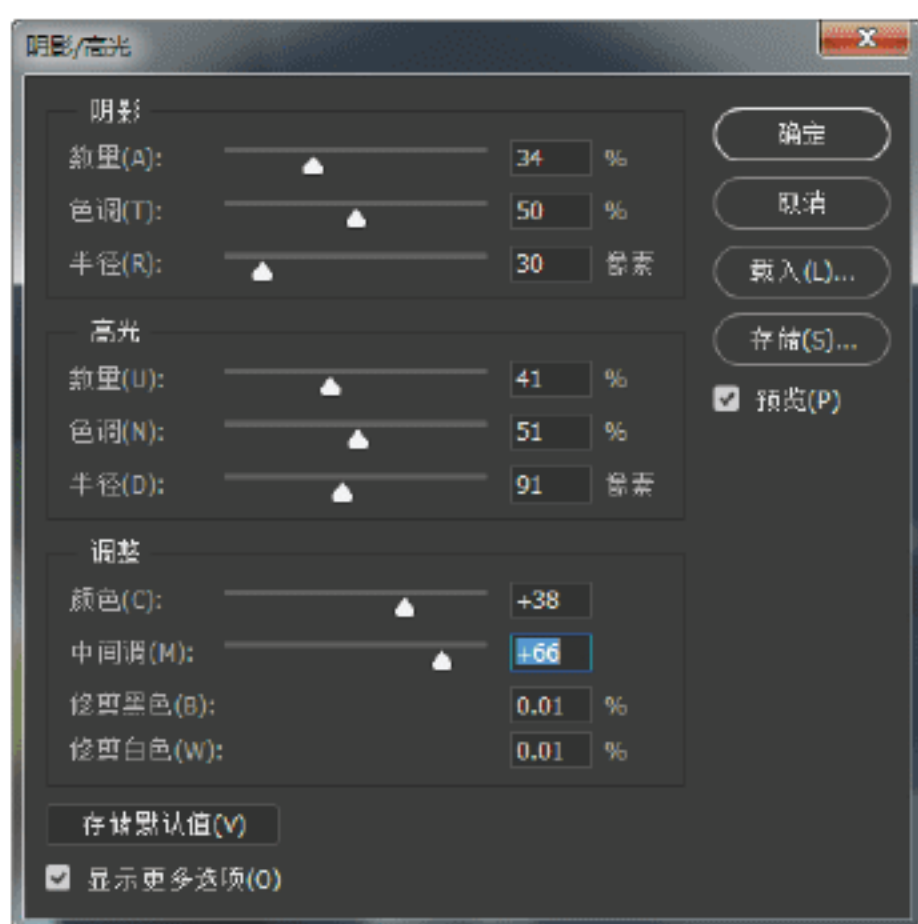 阴影/高光
阴影
数量(A): 34 %
色调(T): 50 %
半径(R): 30 像素
高光
数量(U): 41 %
色调(N): 51 %
半径(D): 91 像素
调整
颜色(C): +38
中间调(M): +66
修剪黑色(B): 0.01 %
修剪白色(W): 0.01 %
存储默认值(V)
显示更多选项(O)
确定
取消
载入(L)...
存储(S)...
预览(P)